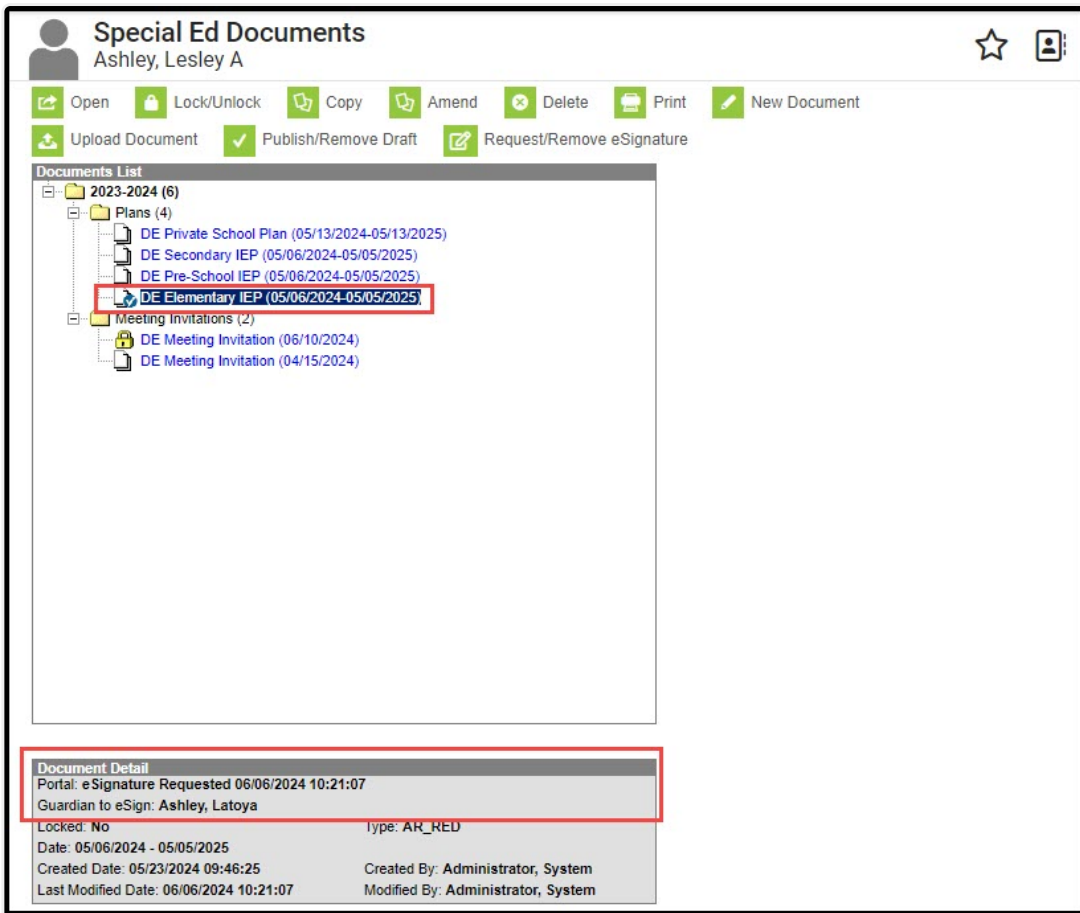 Special Ed Documents
Ashley, Lesley A
Open Lock/Unlock Copy Amend Delete Print New Document
Upload Document Publish/Remove Draft Request/Remove eSignature
Documents List
2023-2024 (6)
Plans (4)
DE Private School Plan (05/13/2024-05/13/2025)
DE Secondary IEP (05/06/2024-05/05/2025)
DE Pre-School IEP (05/06/2024-05/05/2025)
DE Elementary IEP (05/06/2024-05/05/2025)
Meeting Invitations (2)
DE Meeting Invitation (06/10/2024)
DE Meeting Invitation (04/15/2024)
Document Detail
Portal: eSignature Requested 06/06/2024 10:21:07
Guardian to eSign: Ashley, Latoya
Locked: No Type: AR_RED
Date: 05/06/2024 - 05/05/2025
Created Date: 05/23/2024 09:46:25 Created By: Administrator, System
Last Modified Date: 06/06/2024 10:21:07 Modified By: Administrator, System